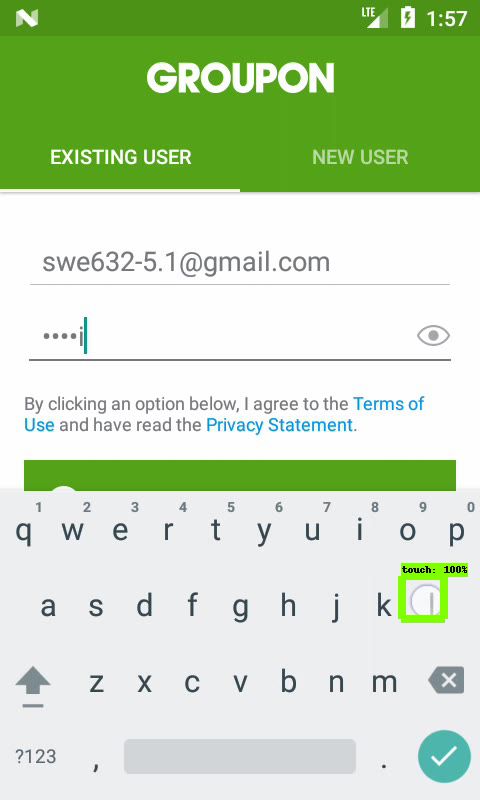 LTE 1:57
GROUPON
EXISTING USER NEW USER
swe632-5.1@gmail.com
••••i
By clicking an option below, I agree to the Terms of
Use and have read the Privacy Statement.
1 2 3 4 5 6 7 8 9 0
q w e r t y u i o p
touch: 100%
a s d f g h j k l
z x c v b n m
?123 , .